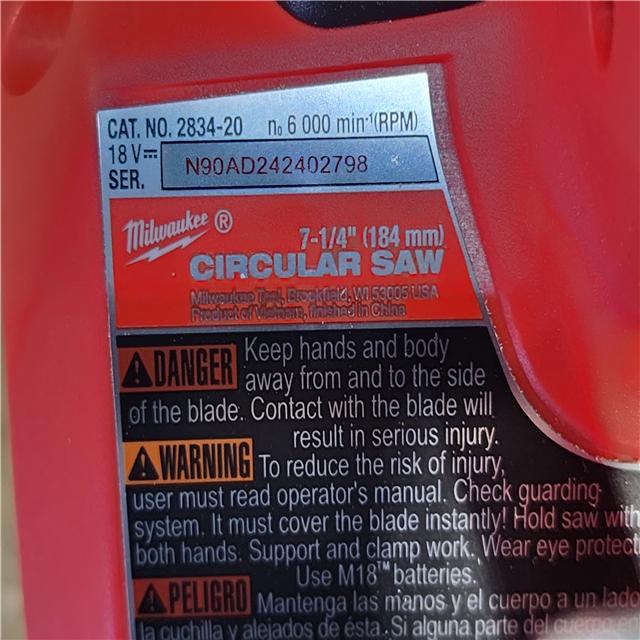 CAT. NO. 2834-20 n₀ 6 000 min⁻¹(RPM)
18 V⎓
SER. N90AD242402798
Milwaukee ®
7-1/4" (184 mm)
CIRCULAR SAW
Milwaukee Tool, Brookfield, WI 53005 USA
Product of Vietnam, finished in China
⚠DANGER Keep hands and body
away from and to the side
of the blade. Contact with the blade will
result in serious injury.
⚠WARNING To reduce the risk of injury,
user must read operator's manual. Check guarding
system. It must cover the blade instantly! Hold saw with
both hands. Support and clamp work. Wear eye protect
Use M18™ batteries.
⚠PELIGRO Mantenga las manos y el cuerpo a un lado
la cuchilla y alejados de ésta. Si alguna parte del cuerpo